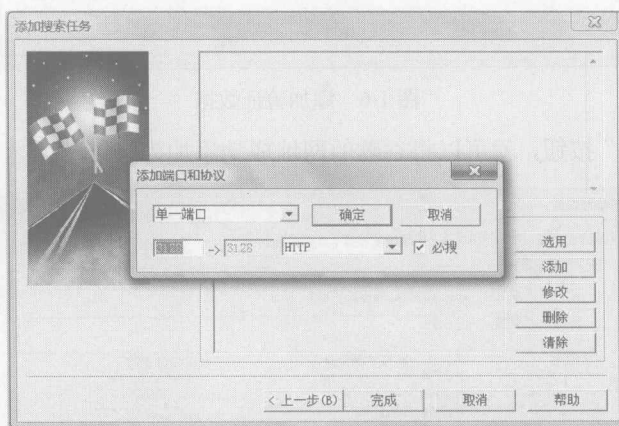 添加搜索任务
添加端口和协议
单一端口
确定
取消
3128 -> 3128 HTTP 必搜
选用
添加
修改
删除
清除
< 上一步(B) 完成 取消 帮助